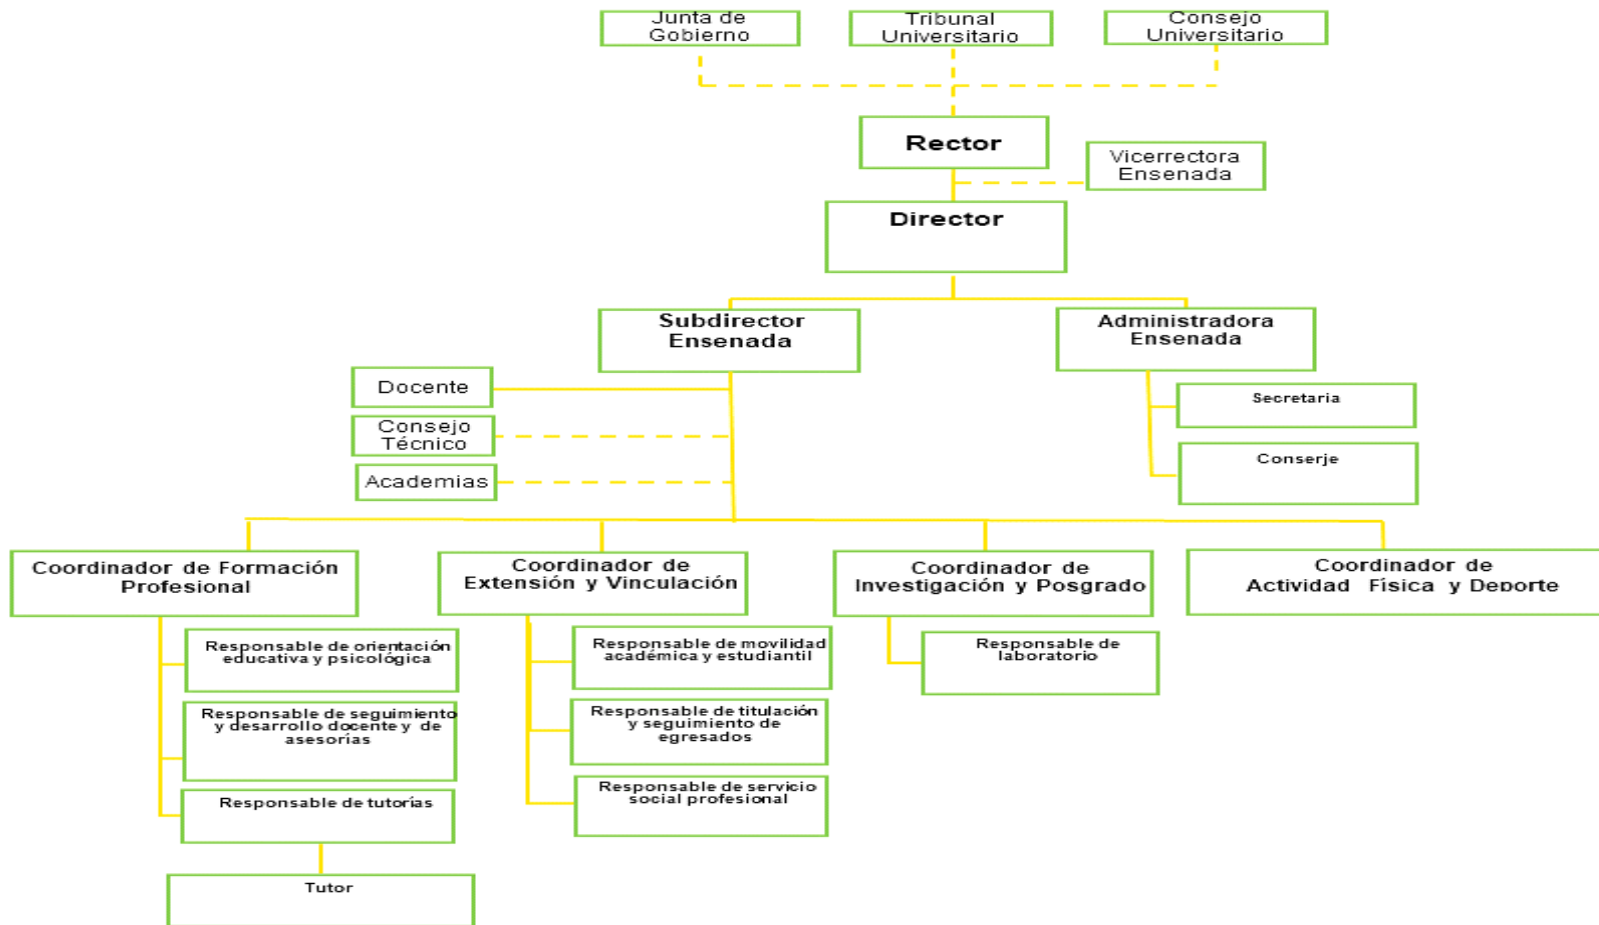 Junta de
Gobierno
Tribunal
Universitario
Consejo
Universitario
Rector
Vicerrectora
Ensenada
Director
Subdirector
Ensenada
Administradora
Ensenada
Docente
Consejo
Técnico
Academias
Secretaria
Conserje
Coordinador de Formación
Profesional
Coordinador de
Extensión y Vinculación
Coordinador de
Investigación y Posgrado
Coordinador de
Actividad Física y Deporte
Responsable de orientación
educativa y psicológica
Responsable de seguimiento
y desarrollo docente y de
asesorías
Responsable de tutorías
Tutor
Responsable de movilidad
académica y estudiantil
Responsable de titulación
y seguimiento de
egresados
Responsable de servicio
social profesional
Responsable de
laboratorio